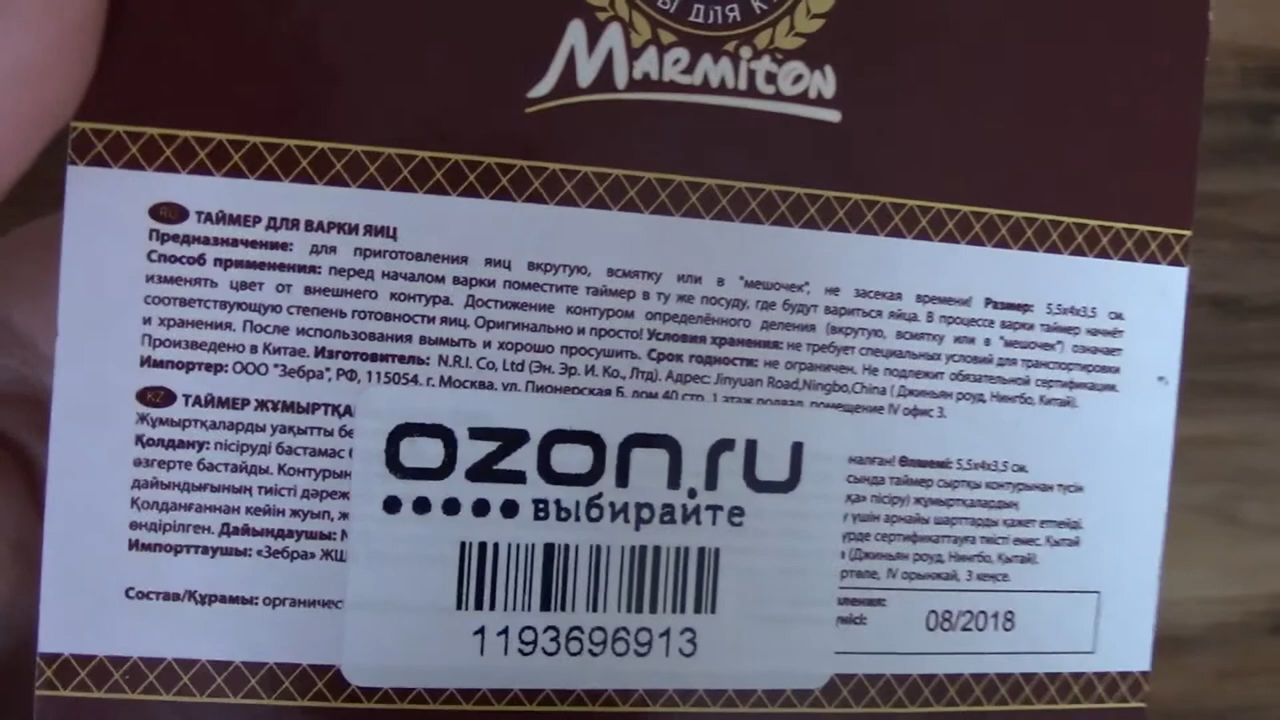 ДЛЯ
MARMITON
RU ТАЙМЕР ДЛЯ ВАРКИ ЯИЦ
Предназначение: для приготовления яиц вкрутую, всмятку или в "мешочек", не засекая времени! Размер: 5,5х4х3,5 см.
Способ применения: перед началом варки поместите таймер в ту же посуду, где будут вариться яйца. В процессе варки таймер начнёт
изменять цвет от внешнего контура. Достижение контуром определённого деления (вкрутую, всмятку или в "мешочек") означает
соответствующую степень готовности яиц. Оригинально и просто! Условия хранения: не требует специальных условий для транспортировки
и хранения. После использования вымыть и хорошо просушить. Срок годности: не ограничен. Не подлежит обязательной сертификации.
Произведено в Китае. Изготовитель: N.R.I. Co, Ltd (Эн. Эр. И. Ко., Лтд). Адрес: Jinyuan Road,Ningbo,China ( Джиньян роуд, Нингбо, Китай).
Импортер: ООО "Зебра", РФ, 115054, г. Москва, ул. Пионерская Б, дом 40 стр. 1 этаж подвал, помещение IV офис 3.
KZ ТАЙМЕР ЖҰМЫРТҚА
Жұмыртқаларды уақытты бе налған! Өлшемі: 5,5х4х3,5 см.
Қолдану: пісіруді бастамас сында таймер сыртқы контурынан түсін
өзгерте бастайды. Контурын қа» пісіру) жұмыртқалардың
дайындығының тиісті дәреж үшін арнайы шарттарды қажет етпейді.
Қолданғаннан кейін жуып, ж үрде сертификаттауға тиісті емес. Қытай
өндірілген. Дайындаушы: N (Джиньян роуд, Нингбо, Қытай).
Импорттаушы: «Зебра» ЖШ ртөле, IV орынжай, 3 кеңсе.
Состав/Құрамы: органичес
08/2018
ozon.ru
выбирайте
1193696913